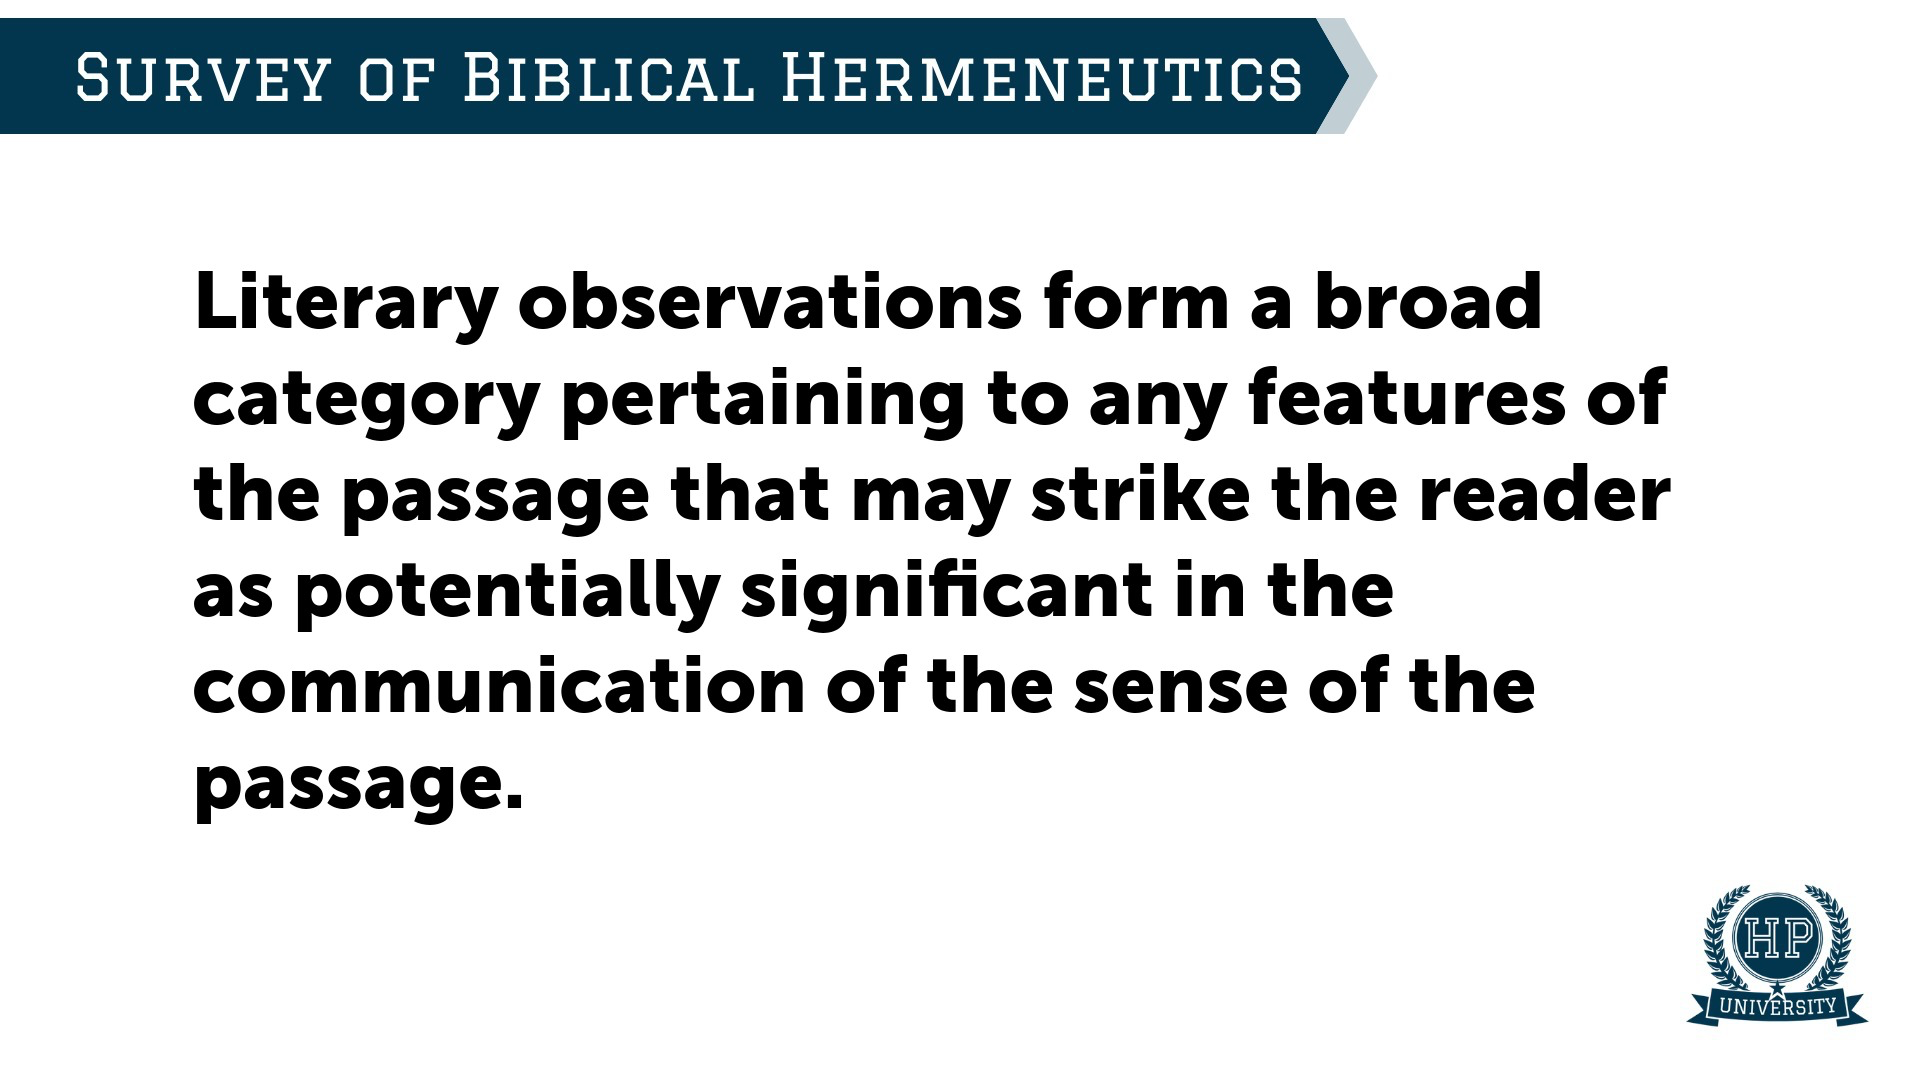 Survey of Biblical Hermeneutics
Literary observations form a broad
category pertaining to any features of
the passage that may strike the reader
as potentially significant in the
communication of the sense of the
passage.
HP
UNIVERSITY